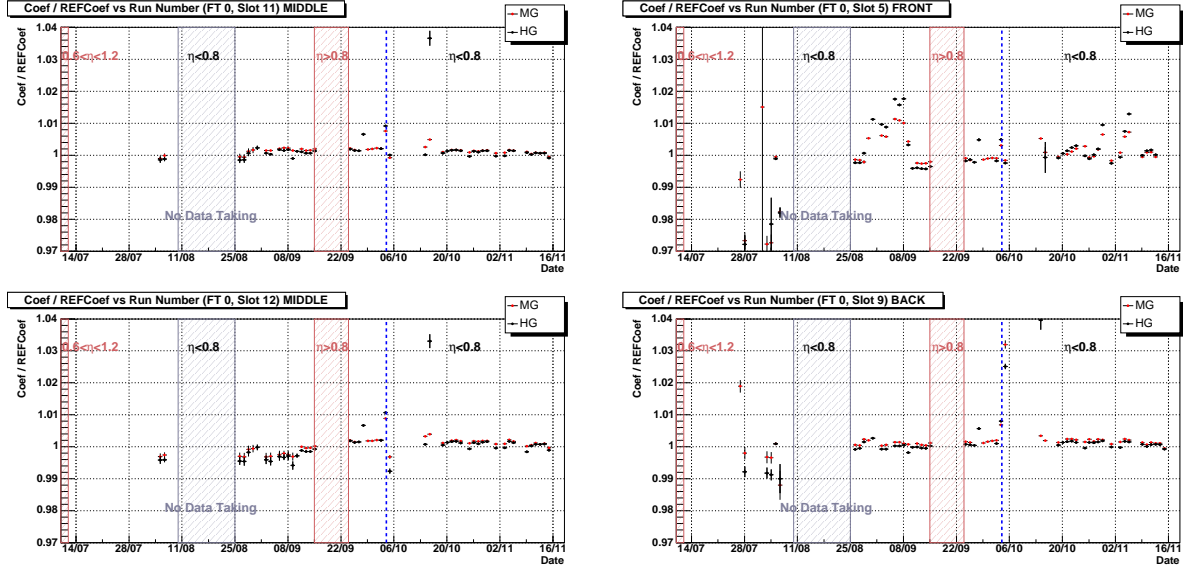 Coef / REFCoef vs Run Number (FT 0, Slot 11) MIDDLE
MG
HG
Coef / REFCoef
1.04
1.03
1.02
1.01
1
0.99
0.98
0.97
0.6<η<1.2
η<0.8
η>0.8
η<0.8
No Data Taking
14/07 28/07 11/08 25/08 08/09 22/09 06/10 20/10 02/11 16/11
Date
Coef / REFCoef vs Run Number (FT 0, Slot 5) FRONT
MG
HG
Coef / REFCoef
1.04
1.03
1.02
1.01
1
0.99
0.98
0.97
0.6<η<1.2
η<0.8
η>0.8
η<0.8
No Data Taking
14/07 28/07 11/08 25/08 08/09 22/09 06/10 20/10 02/11 16/11
Date
Coef / REFCoef vs Run Number (FT 0, Slot 12) MIDDLE
MG
HG
Coef / REFCoef
1.04
1.03
1.02
1.01
1
0.99
0.98
0.97
0.6<η<1.2
η<0.8
η>0.8
η<0.8
No Data Taking
14/07 28/07 11/08 25/08 08/09 22/09 06/10 20/10 02/11 16/11
Date
Coef / REFCoef vs Run Number (FT 0, Slot 9) BACK
MG
HG
Coef / REFCoef
1.04
1.03
1.02
1.01
1
0.99
0.98
0.97
0.6<η<1.2
η<0.8
η>0.8
η<0.8
No Data Taking
14/07 28/07 11/08 25/08 08/09 22/09 06/10 20/10 02/11 16/11
Date